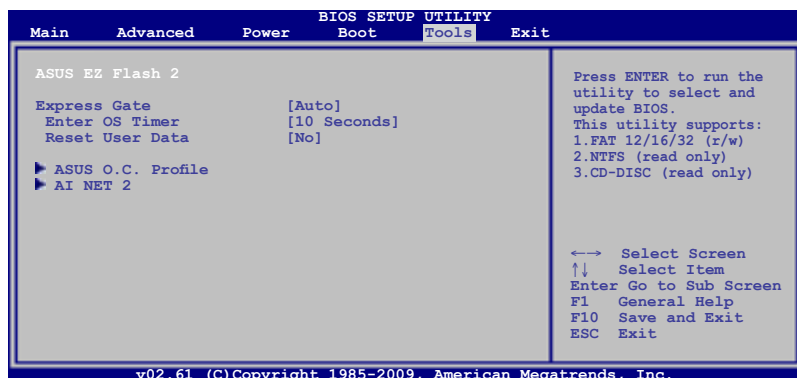 BIOS SETUP UTILITY
Main Advanced Power Boot Tools Exit
ASUS EZ Flash 2
Express Gate [Auto]
Enter OS Timer [10 Seconds]
Reset User Data [No]
ASUS O.C. Profile
AI NET 2
Press ENTER to run the
utility to select and
update BIOS.
This utility supports:
1.FAT 12/16/32 (r/w)
2.NTFS (read only)
3.CD-DISC (read only)
←→ Select Screen
↑↓ Select Item
Enter Go to Sub Screen
F1 General Help
F10 Save and Exit
ESC Exit
v02.61 (C)Copyright 1985-2009, American Megatrends, Inc.